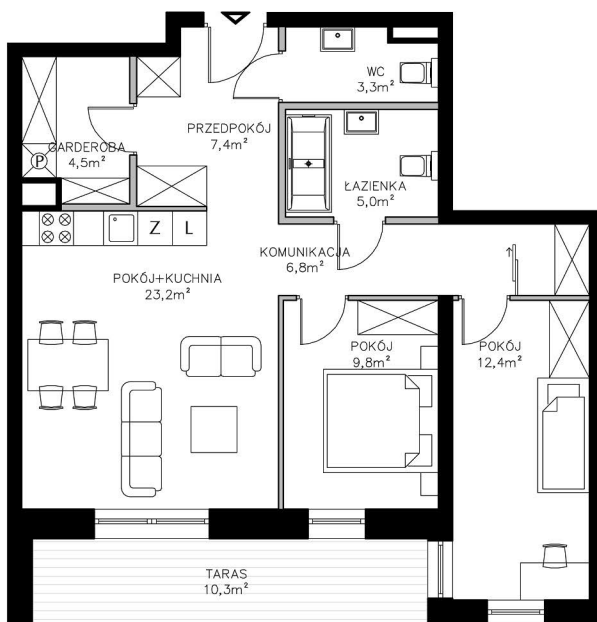 WC
3,3m²
PRZEDPOKÓJ
7,4m²
GARDEROBA
4,5m²
P
ŁAZIENKA
5,0m²
Z L
KOMUNIKACJA
6,8m²
POKÓJ+KUCHNIA
23,2m²
POKÓJ
9,8m²
POKÓJ
12,4m²
TARAS
10,3m²